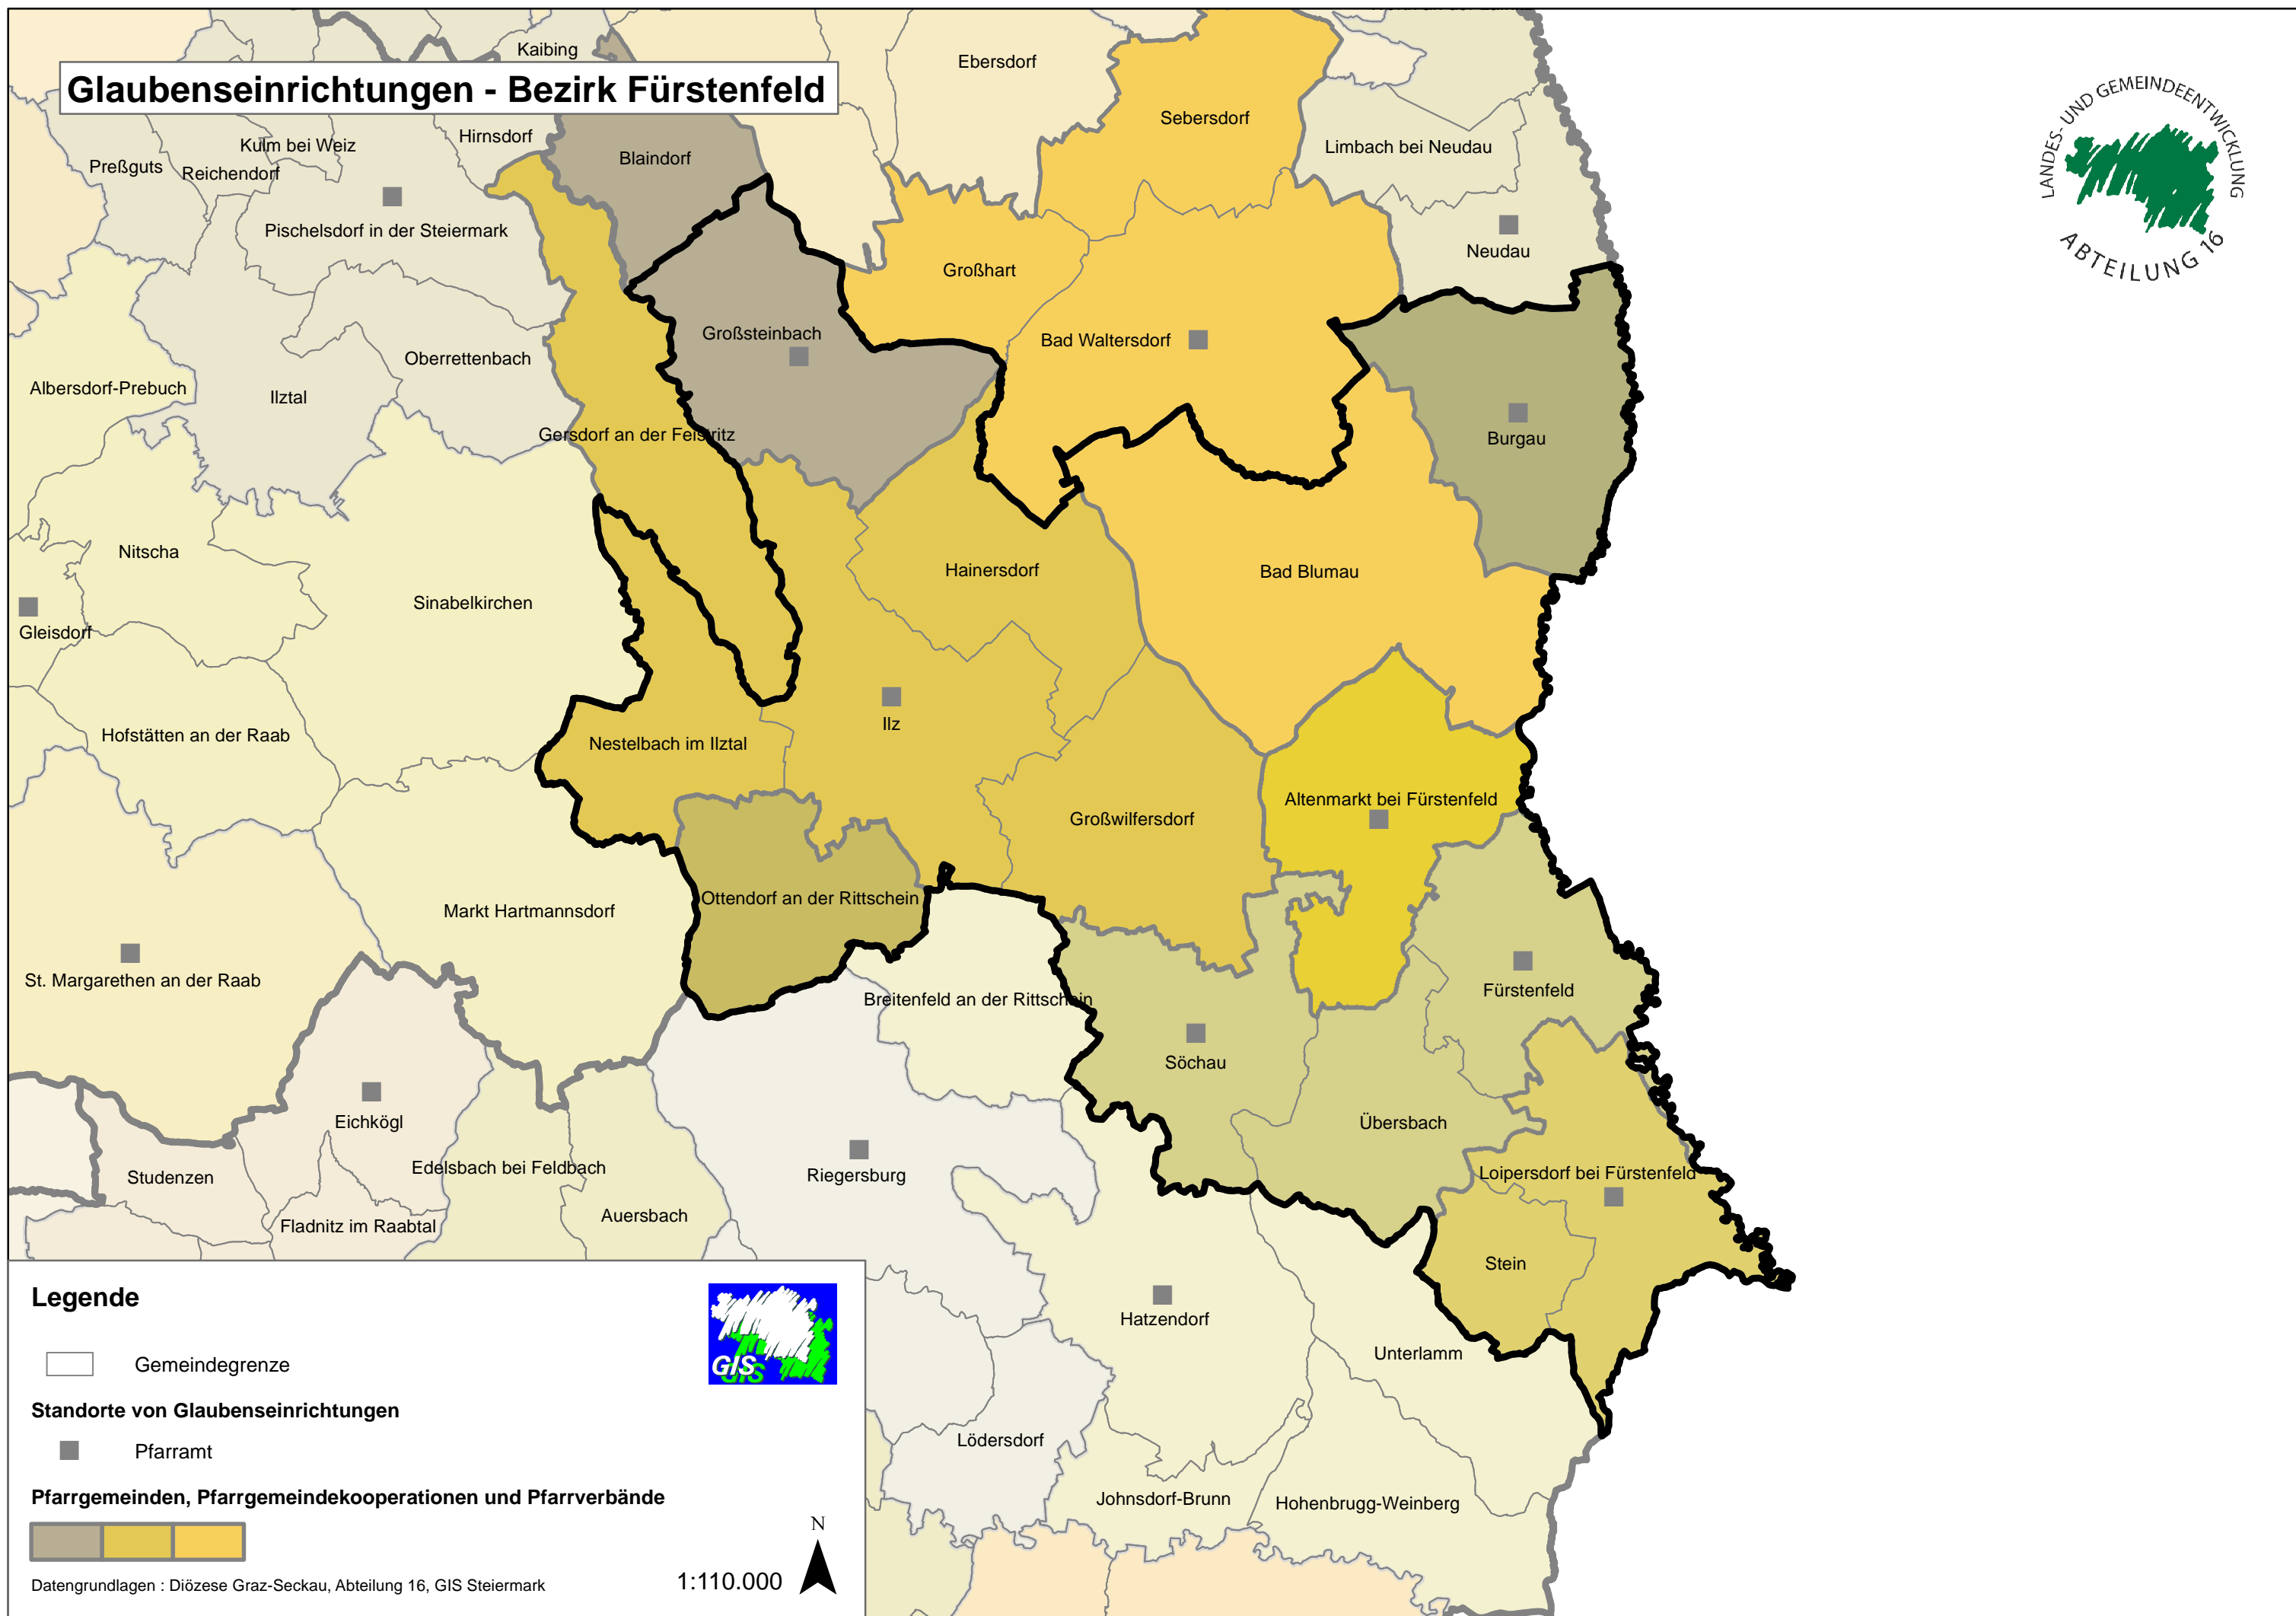 Glaubenseinrichtungen - Bezirk Fürstenfeld
LANDES- UND GEMEINDEENTWICKLUNG
ABTEILUNG 16
Kaibing
Ebersdorf
Sebersdorf
Hirnsdorf
Kulm bei Weiz
Limbach bei Neudau
Blaindorf
Preßguts
Reichendorf
Pischelsdorf in der Steiermark
Neudau
Großhart
Großsteinbach
Bad Waltersdorf
Oberrettenbach
Albersdorf-Prebuch
Ilztal
Gersdorf an der Feistritz
Burgau
Nitscha
Hainersdorf
Bad Blumau
Sinabelkirchen
Gleisdorf
Ilz
Hofstätten an der Raab
Nestelbach im Ilztal
Altenmarkt bei Fürstenfeld
Großwilfersdorf
Ottendorf an der Rittschein
Markt Hartmannsdorf
St. Margarethen an der Raab
Fürstenfeld
Breitenfeld an der Rittschein
Söchau
Eichkögl
Übersbach
Edelsbach bei Feldbach
Loipersdorf bei Fürstenfeld
Studenzen
Riegersburg
Auersbach
Fladnitz im Raabtal
Stein
Hatzendorf
Unterlamm
Lödersdorf
Johnsdorf-Brunn
Hohenbrugg-Weinberg
Legende
GIS
GIS
Gemeindegrenze
Standorte von Glaubenseinrichtungen
Pfarramt
Pfarrgemeinden, Pfarrgemeindekooperationen und Pfarrverbände
N
1:110.000
Datengrundlagen : Diözese Graz-Seckau, Abteilung 16, GIS Steiermark